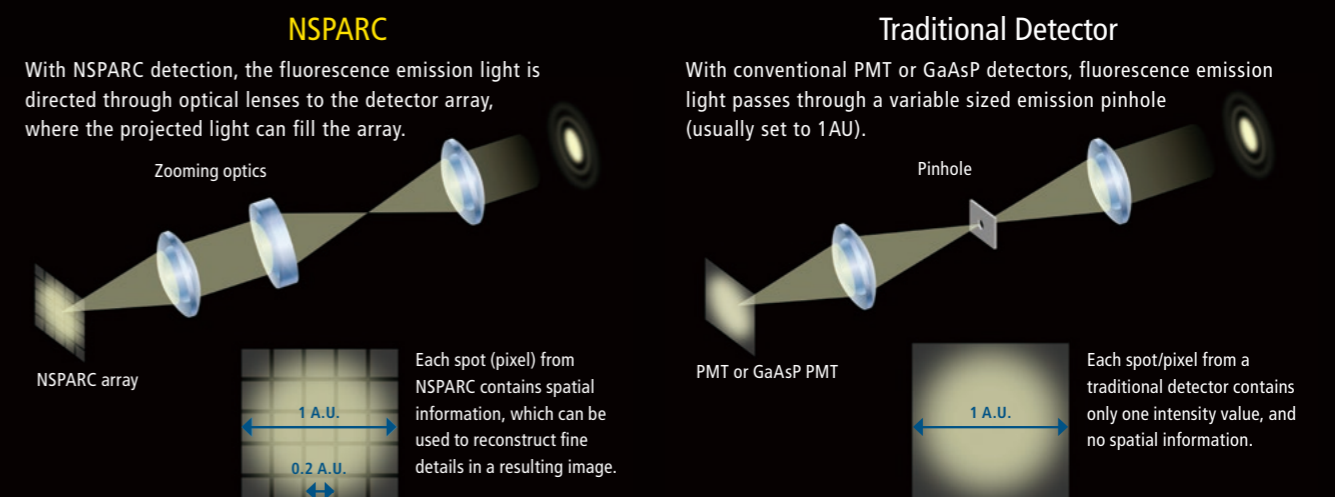 NSPARC
With NSPARC detection, the fluorescence emission light is
directed through optical lenses to the detector array,
where the projected light can fill the array.
Zooming optics
NSPARC array
1 A.U.
0.2 A.U.
Each spot (pixel) from
NSPARC contains spatial
information, which can be
used to reconstruct fine
details in a resulting image.
Traditional Detector
With conventional PMT or GaAsP detectors, fluorescence emission
light passes through a variable sized emission pinhole
(usually set to 1AU).
Pinhole
PMT or GaAsP PMT
1 A.U.
Each spot/pixel from a
traditional detector contains
only one intensity value, and
no spatial information.